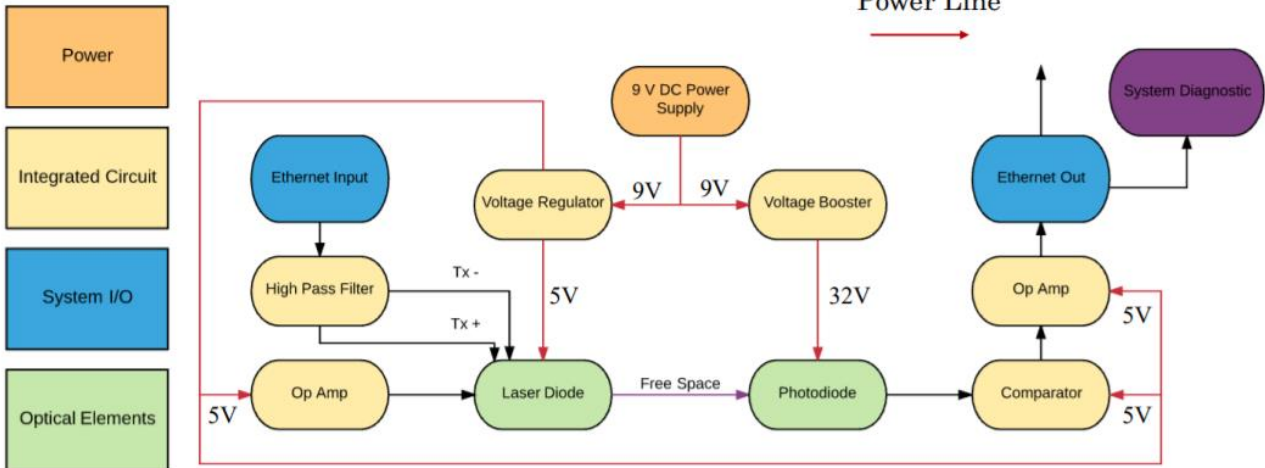 Power Line
Power
Integrated Circuit
System I/O
Optical Elements
9 V DC Power
Supply
System Diagnostic
Ethernet Input
Voltage Regulator
9V
9V
Voltage Booster
Ethernet Out
High Pass Filter
Tx -
Tx +
5V
32V
Op Amp
5V
5V
Op Amp
Laser Diode
Free Space
Photodiode
Comparator
5V